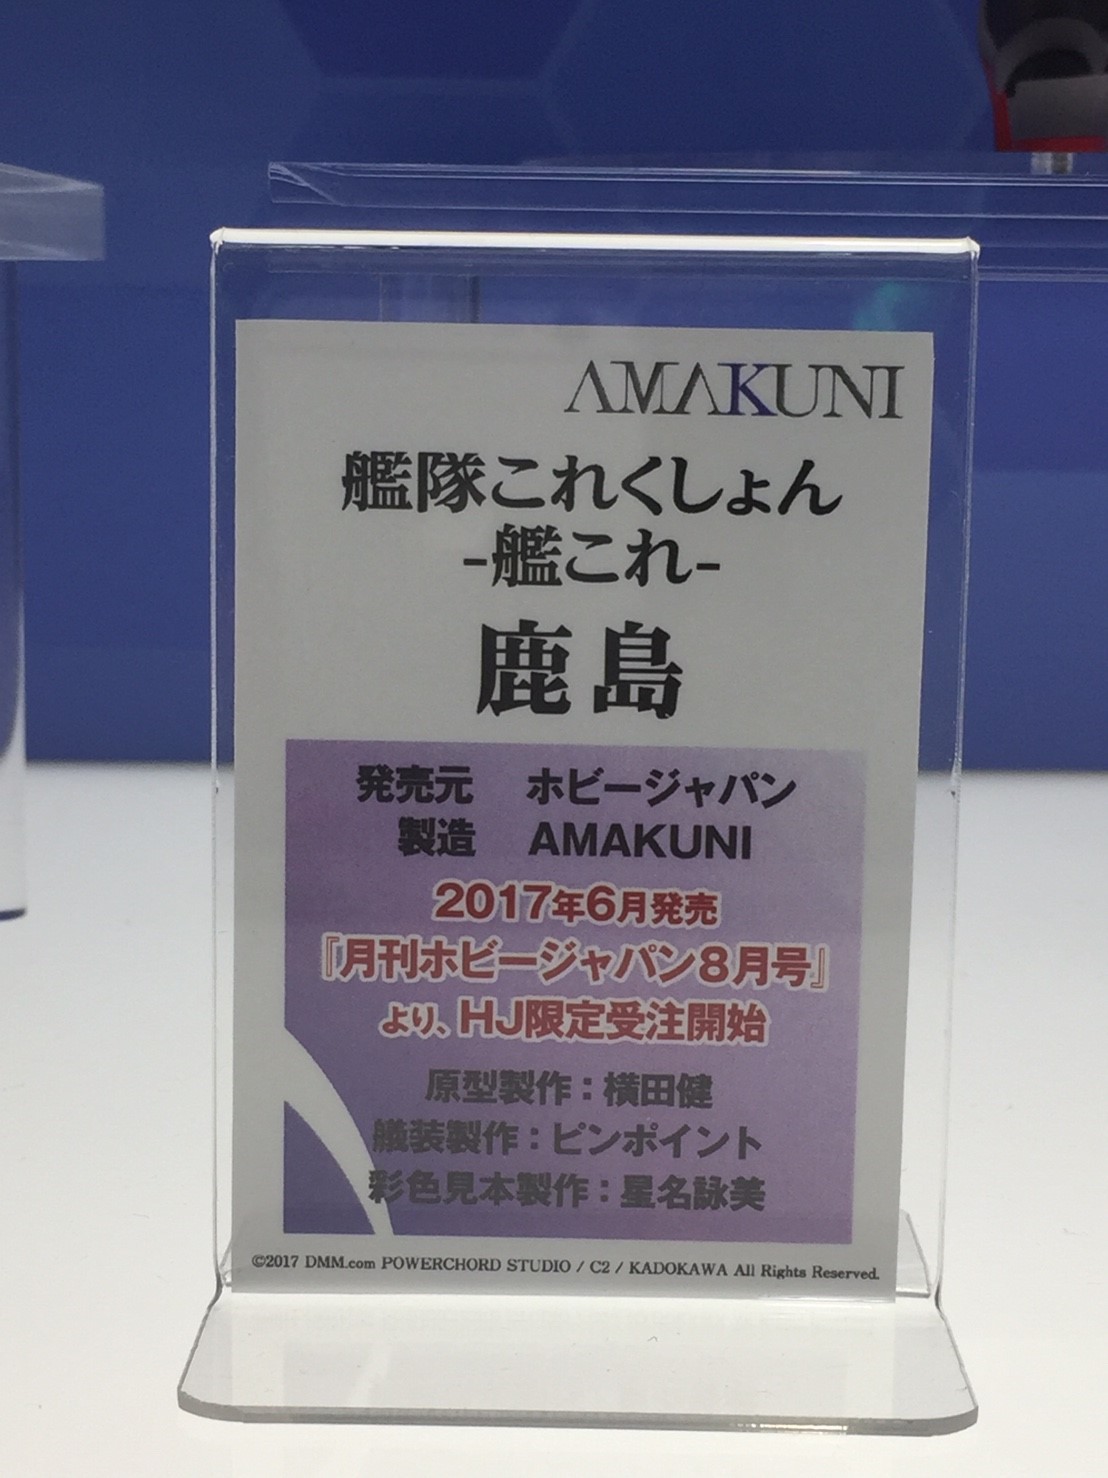 AMAKUNI
艦隊これくしょん
-艦これ-
鹿島
発売元 ホビージャパン
製造 AMAKUNI
2017年6月発売
『月刊ホビージャパン8月号』
より、HJ限定受注開始
原型製作：横田健
艤装製作：ピンポイント
彩色見本製作：星名詠美
©2017 DMM.com POWERCHORD STUDIO / C2 / KADOKAWA All Rights Reserved.